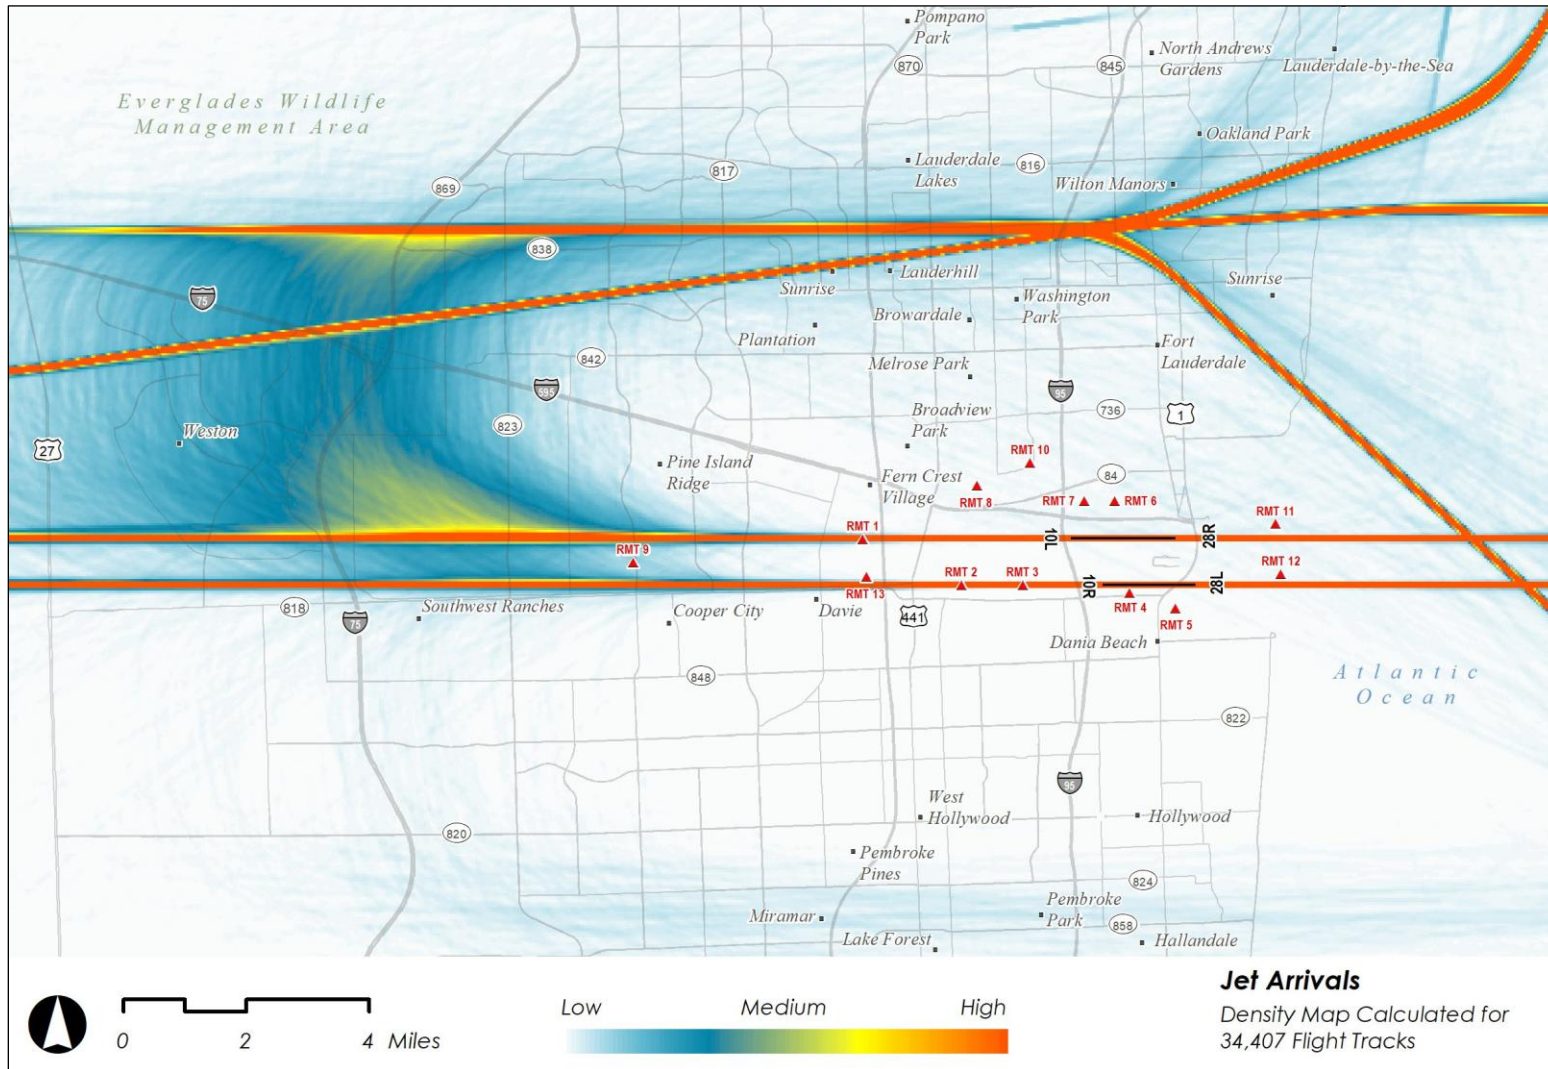 Pompano
Park
North Andrews
Gardens
Lauderdale-by-the-Sea
870
845
Everglades Wildlife
Management Area
Oakland Park
869
817
Lauderdale
Lakes
816
Wilton Manors
838
Sunrise
Lauderhill
Sunrise
75
Washington
Park
Browardale
Plantation
Fort
Lauderdale
842
Melrose Park
595
95
Broadview
Park
736
1
823
Weston
27
Pine Island
Ridge
RMT 10
Fern Crest
Village
84
RMT 8
RMT 7
RMT 6
RMT 11
RMT 1
10L
28R
RMT 9
RMT 12
RMT 2
RMT 3
10R
28L
RMT 13
RMT 4
818
Southwest Ranches
Cooper City
Davie
441
RMT 5
75
Dania Beach
848
Atlantic
Ocean
822
95
West
Hollywood
Hollywood
820
Pembroke
Pines
824
Miramar
Pembroke
Park
858
Lake Forest
Hallandale
0 2 4 Miles
Low Medium High
Jet Arrivals
Density Map Calculated for
34,407 Flight Tracks